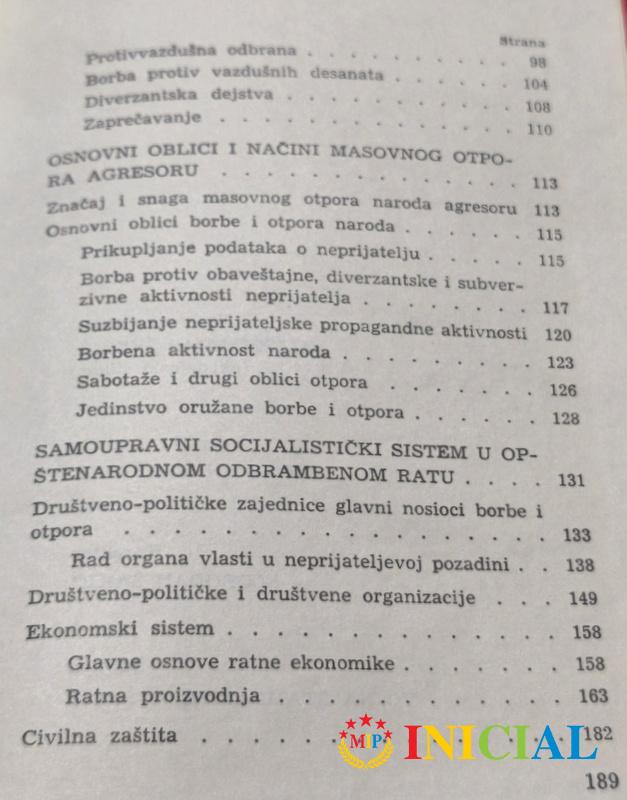 Strana
Protivvazdušna odbrana . . . . . . . . . 98
Borba protiv vazdušnih desanata . . . . . . 104
Diverzantska dejstva . . . . . . . . . . 108
Zaprečavanje . . . . . . . . . . . . . 110
OSNOVNI OBLICI I NAČINI MASOVNOG OTPO-
RA AGRESORU . . . . . . . . . . . . . 113
Značaj i snaga masovnog otpora naroda agresoru 113
Osnovni oblici borbe i otpora naroda . . . . . . 115
Prikupljanje podataka o neprijatelju . . . . . 115
Borba protiv obaveštajne, diverzantske i subver-
zivne aktivnosti neprijatelja . . . . . . . 117
Suzbijanje neprijateljske propagandne aktivnosti 120
Borbena aktivnost naroda . . . . . . . . 123
Sabotaže i drugi oblici otpora . . . . . . 126
Jedinstvo oružane borbe i otpora . . . . . . 128
SAMOUPRAVNI SOCIJALISTIČKI SISTEM U OP-
ŠTENARODNOM ODBRAMBENOM RATU . . . . 131
Društveno-političke zajednice glavni nosioci borbe i
otpora . . . . . . . . . . . . . . . . . 133
Rad organa vlasti u neprijateljevoj pozadini . . 138
Društveno-političke i društvene organizacije . . . 149
Ekonomski sistem . . . . . . . . . . . . . 158
Glavne osnove ratne ekonomike . . . . . . 158
Ratna proizvodnja . . . . . . . . . . . 163
Civilna zaštita . . . . . . . . . . . . . . 182
MP INICIAL
189